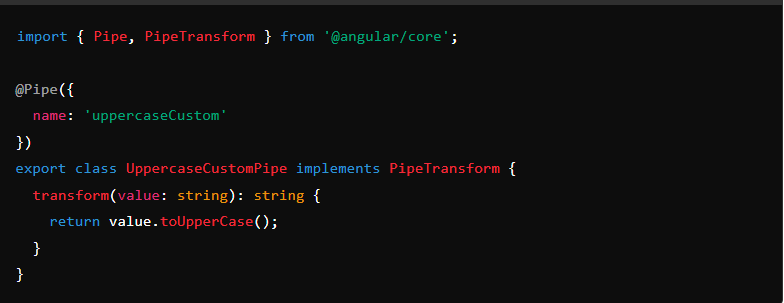 import { Pipe, PipeTransform } from '@angular/core';
@Pipe({
  name: 'uppercaseCustom'
})
export class UppercaseCustomPipe implements PipeTransform {
  transform(value: string): string {
    return value.toUpperCase();
  }
}